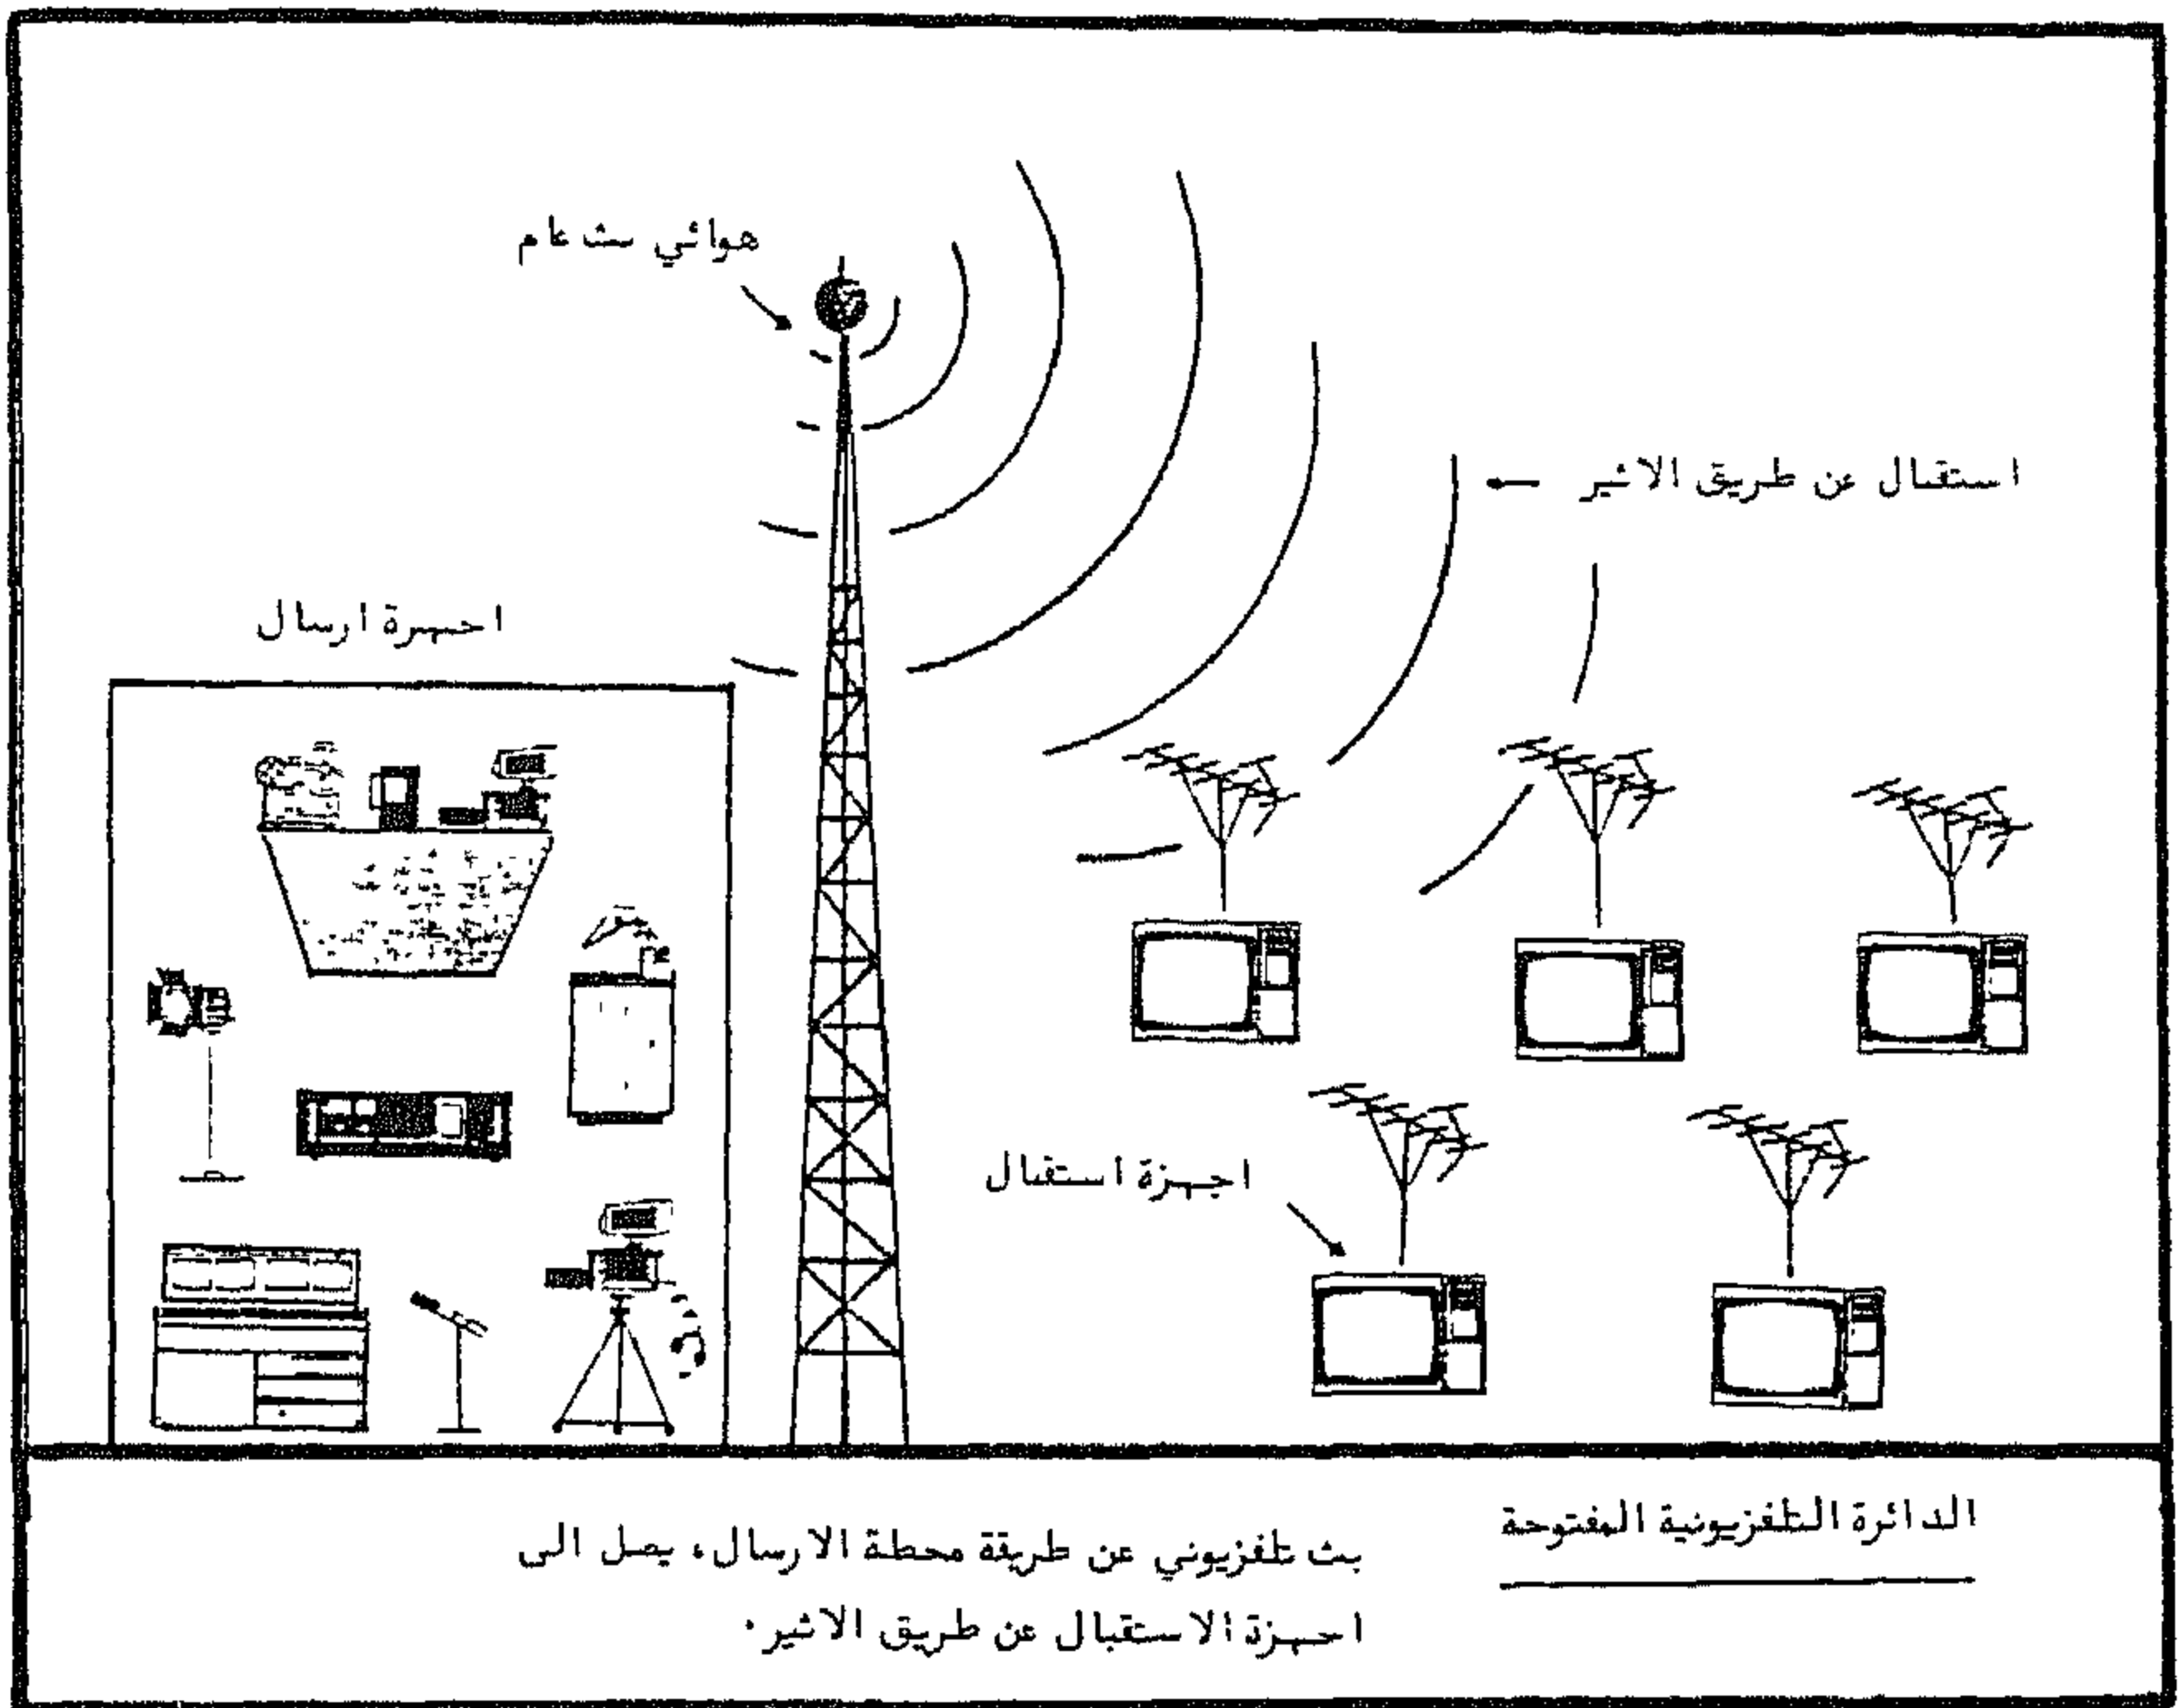 هوائي بث عام
استقبال عن طريق الاثير
اجهزة ارسال
اجهزة استقبال
الدائرة التلفزيونية المفتوحة
بث تلفزيوني عن طريقة محطة الارسال، يصل الى
اجهزة الاستقبال عن طريق الاثير.